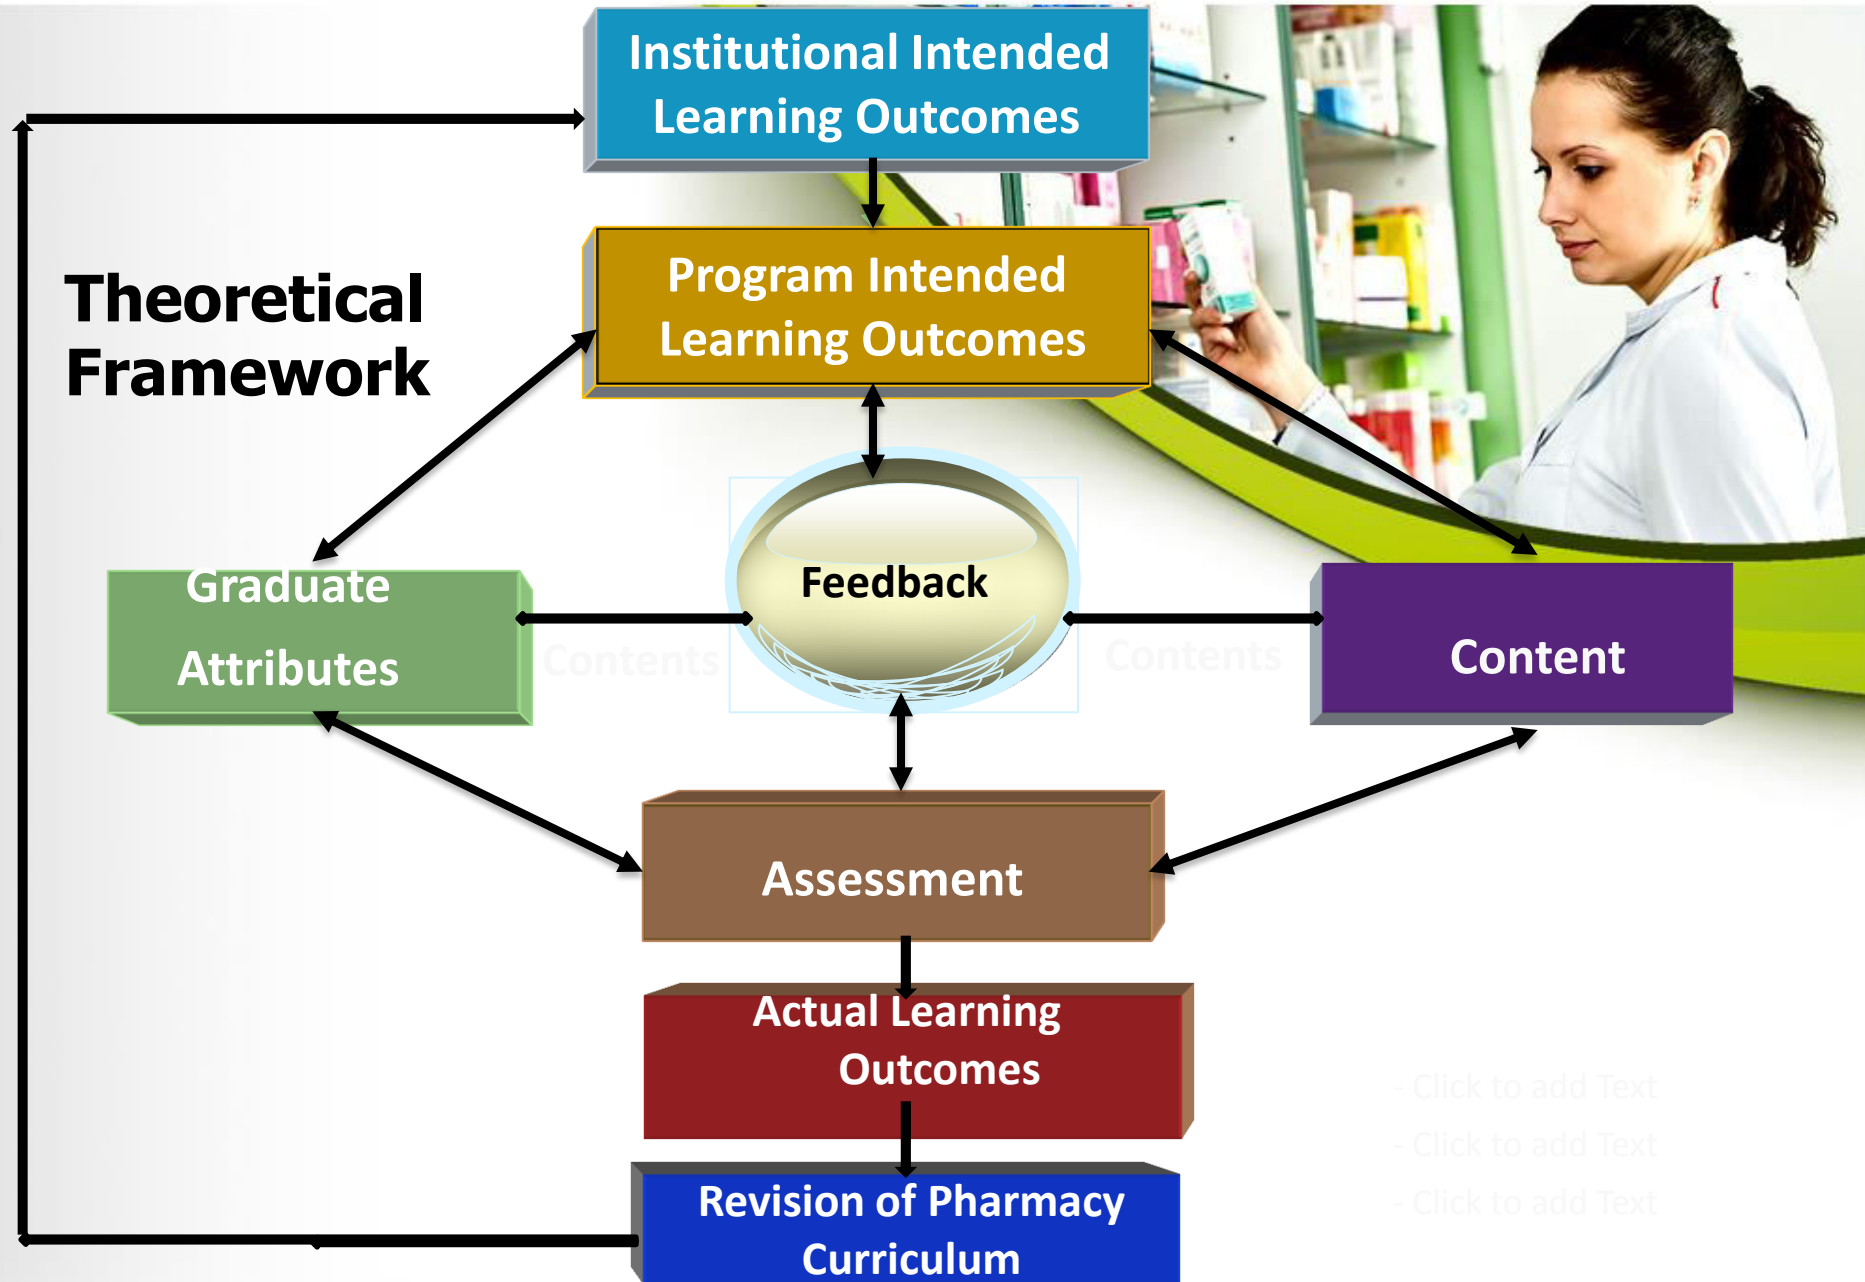 Institutional Intended
Learning Outcomes
Theoretical
Framework
Program Intended
Learning Outcomes
Graduate
Attributes
Contents
Feedback
Contents
Content
Assessment
Actual Learning
Outcomes
- Click to add Text
- Click to add Text
- Click to add Text
Revision of Pharmacy
Curriculum